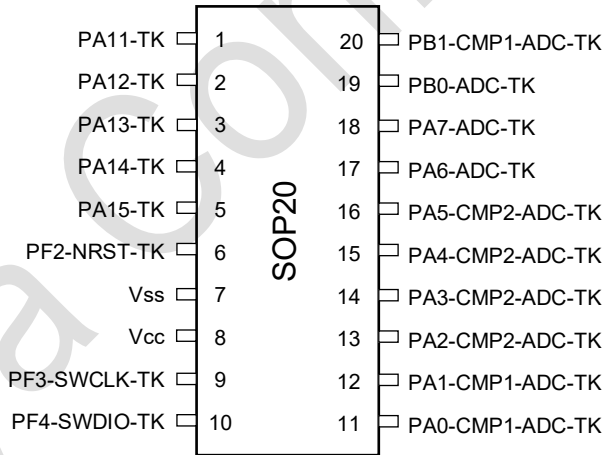 PA11-TK 1 20 PB1-CMP1-ADC-TK
PA12-TK 2 19 PB0-ADC-TK
PA13-TK 3 18 PA7-ADC-TK
PA14-TK 4 17 PA6-ADC-TK
PA15-TK 5 16 PA5-CMP2-ADC-TK
PF2-NRST-TK 6 15 PA4-CMP2-ADC-TK
Vss 7 14 PA3-CMP2-ADC-TK
Vcc 8 13 PA2-CMP2-ADC-TK
PF3-SWCLK-TK 9 12 PA1-CMP1-ADC-TK
PF4-SWDIO-TK 10 11 PA0-CMP1-ADC-TK
SOP20